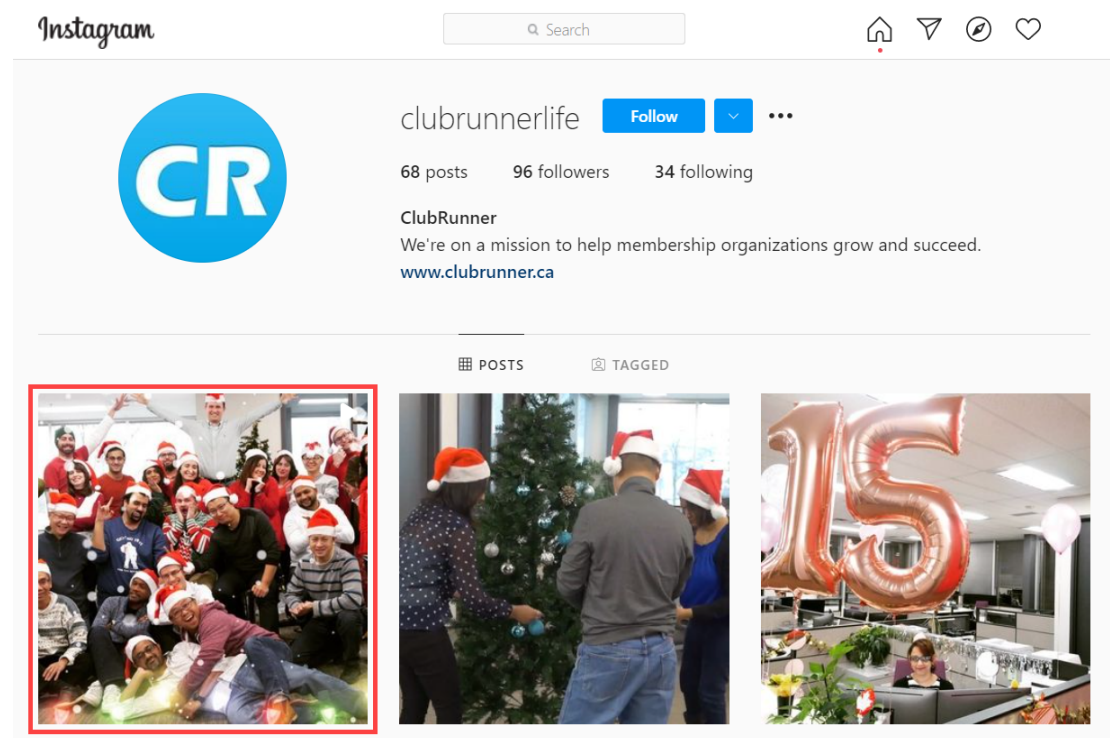 Instagram
Search
CR
clubrunnerlife Follow
68 posts 96 followers 34 following
ClubRunner
We're on a mission to help membership organizations grow and succeed.
www.clubrunner.ca
POSTS TAGGED
15